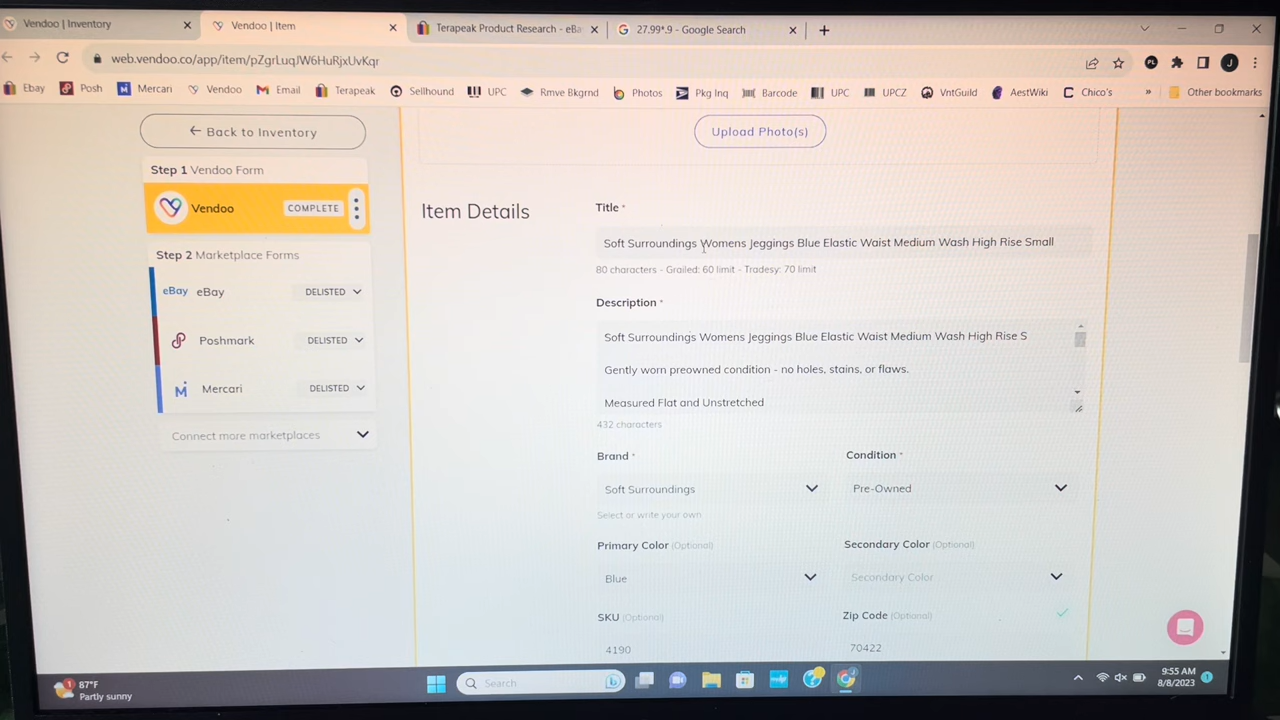 Vendoo | Inventory
Vendoo | Item
Terapeak Product Research - eBa
27.99*.9 - Google Search
web.vendoo.co/app/item/pZgrLuqJW6HuRjxUvKqr
J
Ebay
Posh
Mercari
Vendoo
Email
Terapeak
Sellhound
UPC
Rmve Bkgrnd
Photos
Pkg Inq
Barcode
UPC
UPCZ
VntGuild
AestWiki
Chico's
»
Other bookmarks
← Back to Inventory
Upload Photo(s)
Step 1 Vendoo Form
Vendoo COMPLETE
Step 2 Marketplace Forms
eBay eBay DELISTED
Poshmark DELISTED
Mercari DELISTED
Connect more marketplaces
Item Details
Title *
Soft Surroundings Womens Jeggings Blue Elastic Waist Medium Wash High Rise Small
80 characters - Grailed: 60 limit - Tradesy: 70 limit
Description *
Soft Surroundings Womens Jeggings Blue Elastic Waist Medium Wash High Rise S
Gently worn preowned condition - no holes, stains, or flaws.
Measured Flat and Unstretched
432 characters
Brand *
Condition *
Soft Surroundings
Pre-Owned
Select or write your own
Primary Color (Optional)
Secondary Color (Optional)
Blue
Secondary Color
SKU (Optional)
Zip Code (Optional)
4190
70422
1
87°F
Partly sunny
Search
9:55 AM
8/8/2023
1